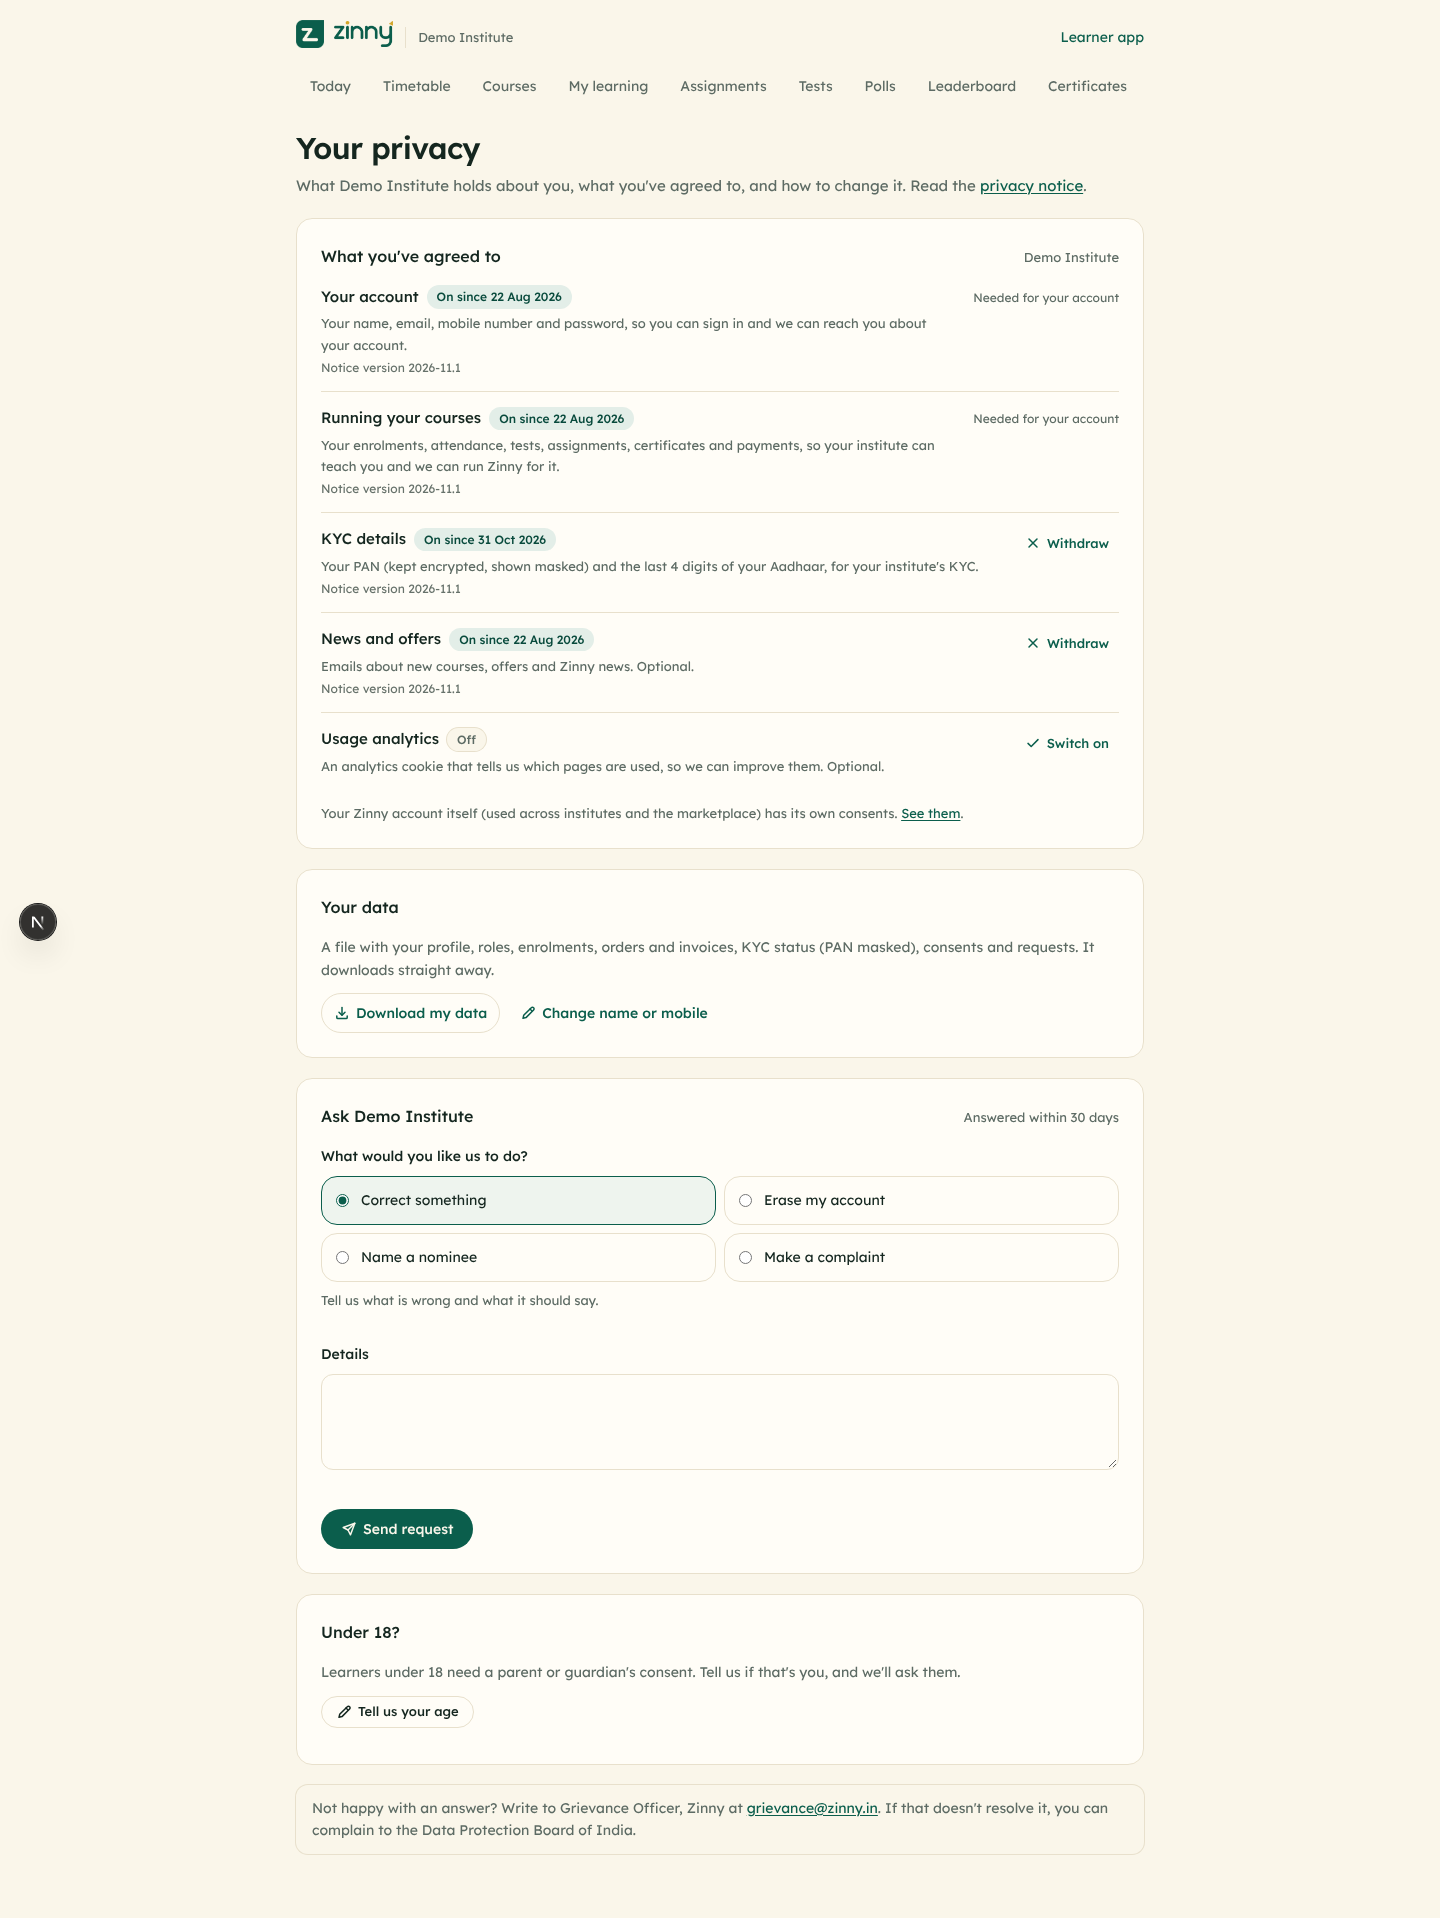 zinny
Demo Institute
Learner app
Today
Timetable
Courses
My learning
Assignments
Tests
Polls
Leaderboard
Certificates
Your privacy
What Demo Institute holds about you, what you've agreed to, and how to change it. Read the privacy notice.
What you've agreed to
Demo Institute
Your account
On since 22 Aug 2026
Needed for your account
Your name, email, mobile number and password, so you can sign in and we can reach you about
your account.
Notice version 2026-11.1
Running your courses
On since 22 Aug 2026
Needed for your account
Your enrolments, attendance, tests, assignments, certificates and payments, so your institute can
teach you and we can run Zinny for it.
Notice version 2026-11.1
KYC details
On since 31 Oct 2026
Withdraw
Your PAN (kept encrypted, shown masked) and the last 4 digits of your Aadhaar, for your institute's KYC.
Notice version 2026-11.1
News and offers
On since 22 Aug 2026
Withdraw
Emails about new courses, offers and Zinny news. Optional.
Notice version 2026-11.1
Usage analytics
Off
Switch on
An analytics cookie that tells us which pages are used, so we can improve them. Optional.
Your Zinny account itself (used across institutes and the marketplace) has its own consents. See them.
Your data
A file with your profile, roles, enrolments, orders and invoices, KYC status (PAN masked), consents and requests. It
downloads straight away.
Download my data
Change name or mobile
Ask Demo Institute
Answered within 30 days
What would you like us to do?
Correct something
Erase my account
Name a nominee
Make a complaint
Tell us what is wrong and what it should say.
Details
Send request
Under 18?
Learners under 18 need a parent or guardian's consent. Tell us if that's you, and we'll ask them.
Tell us your age
Not happy with an answer? Write to Grievance Officer, Zinny at grievance@zinny.in. If that doesn't resolve it, you can
complain to the Data Protection Board of India.